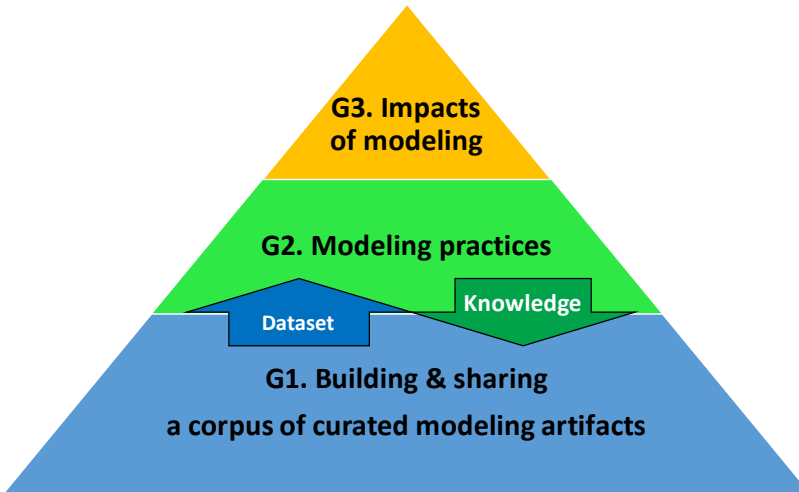 G3. Impacts
of modeling
G2. Modeling practices
Dataset
Knowledge
G1. Building & sharing
a corpus of curated modeling artifacts